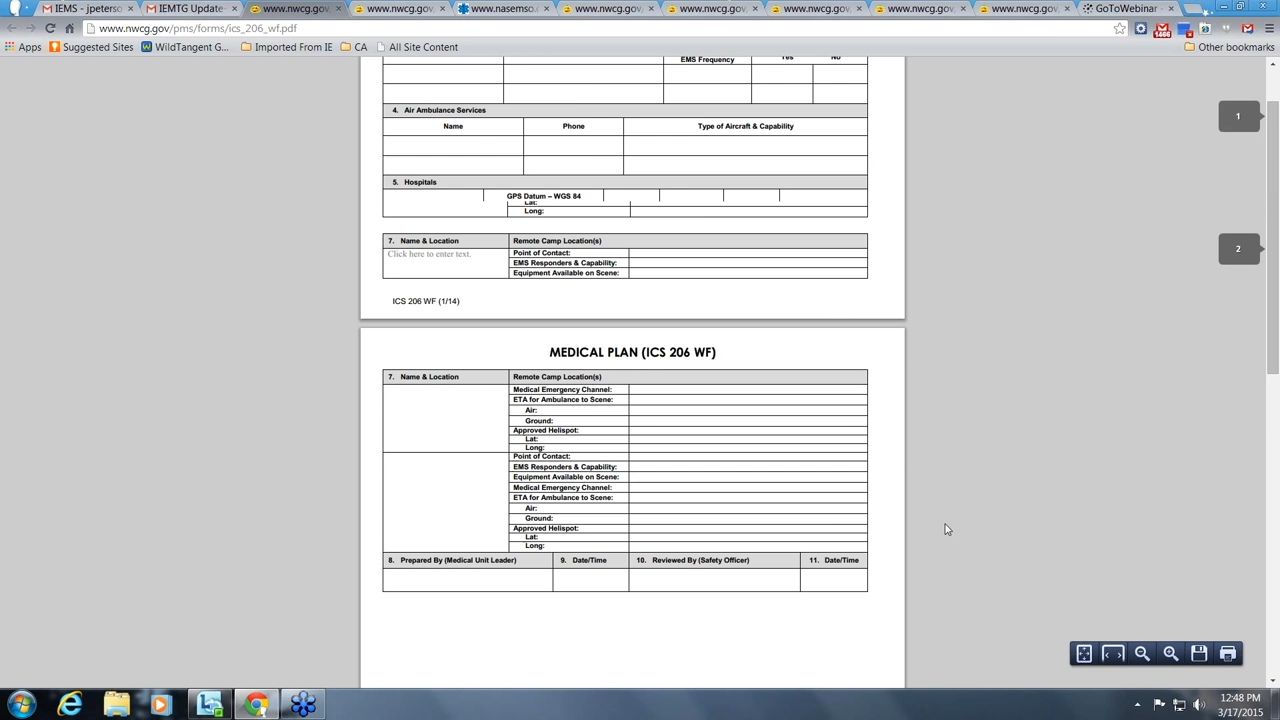 IEMS - jpeterso
IEMTG Update-
www.nwcg.gov
www.nwcg.gov
www.nasemso.
www.nwcg.gov
www.nwcg.gov
www.nwcg.gov
www.nwcg.gov
www.nwcg.gov
GoToWebinar -
www.nwcg.gov/pms/forms/ics_206_wf.pdf
1466
Apps
Suggested Sites
WildTangent G...
Imported From IE
CA
All Site Content
Other bookmarks
EMS Frequency Yes No
4. Air Ambulance Services
Name Phone Type of Aircraft & Capability
5. Hospitals
GPS Datum – WGS 84
Lat:
Long:
7. Name & Location Remote Camp Location(s)
Click here to enter text. Point of Contact:
EMS Responders & Capability:
Equipment Available on Scene:
ICS 206 WF (1/14)
1
2
MEDICAL PLAN (ICS 206 WF)
7. Name & Location Remote Camp Location(s)
Medical Emergency Channel:
ETA for Ambulance to Scene:
Air:
Ground:
Approved Helispot:
Lat:
Long:
Point of Contact:
EMS Responders & Capability:
Equipment Available on Scene:
Medical Emergency Channel:
ETA for Ambulance to Scene:
Air:
Ground:
Approved Helispot:
Lat:
Long:
8. Prepared By (Medical Unit Leader) 9. Date/Time 10. Reviewed By (Safety Officer) 11. Date/Time
12:48 PM
3/17/2015